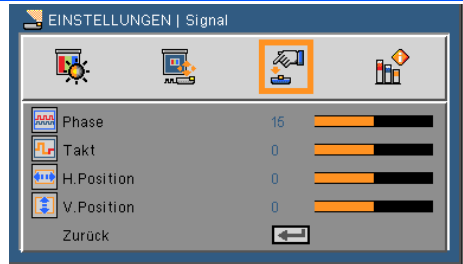 EINSTELLUNGEN | Signal
Phase 15
Takt 0
H.Position 0
V.Position 0
Zurück